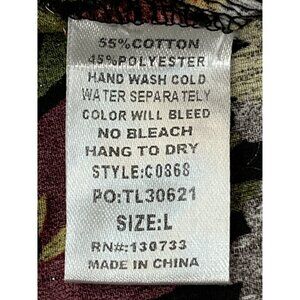 55%COTTON
45%POLYESTER
HAND WASH COLD
WATER SEPARATELY
COLOR WILL BLEED
NO BLEACH
HANG TO DRY
STYLE:C0868
PO:TL30621
SIZE:L
RN#:130733
MADE IN CHINA